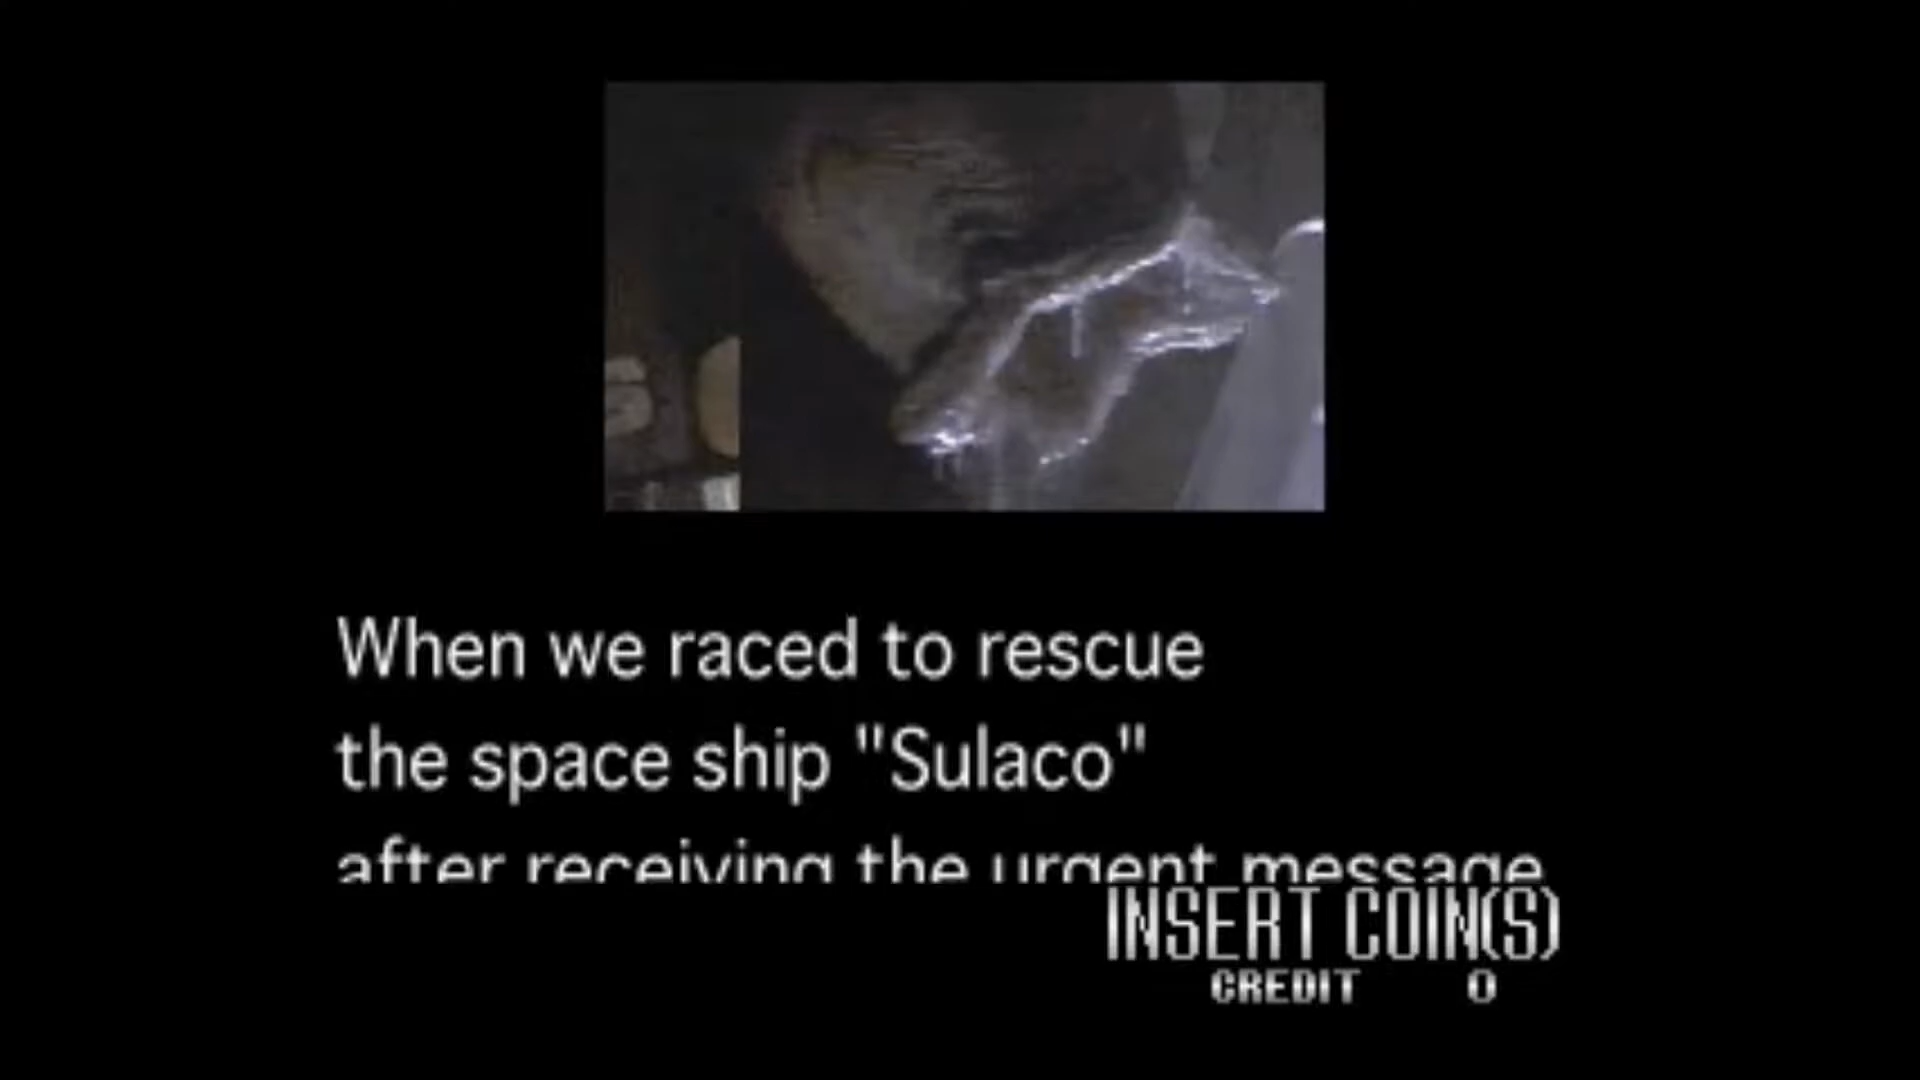 When we raced to rescue
the space ship "Sulaco"
after receiving the urgent message
INSERT COIN(S)
CREDIT 0